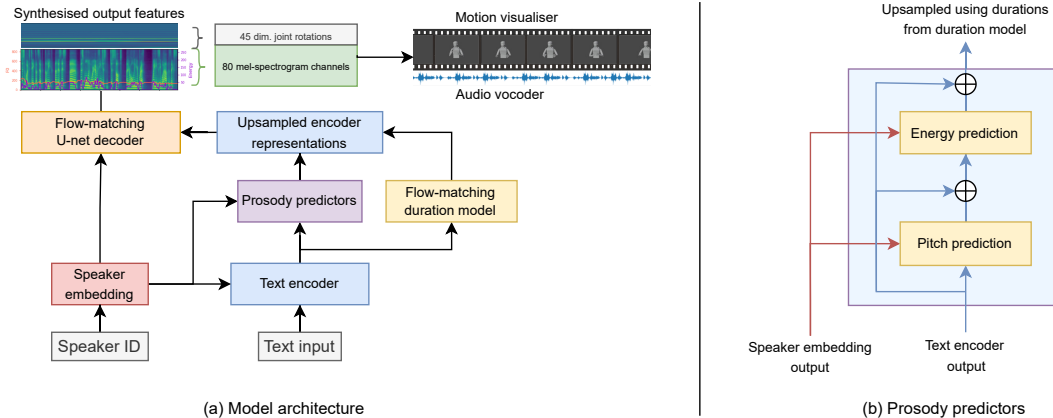 Synthesised output features
45 dim. joint rotations
80 mel-spectrogram channels
Energy
Motion visualiser
Audio vocoder
Flow-matching
U-net decoder
Upsampled encoder
representations
Prosody predictors
Flow-matching
duration model
Speaker
embedding
Text encoder
Speaker ID
Text input
(a) Model architecture
Upsampled using durations
from duration model
Energy prediction
Pitch prediction
Speaker embedding
output
Text encoder
output
(b) Prosody predictors